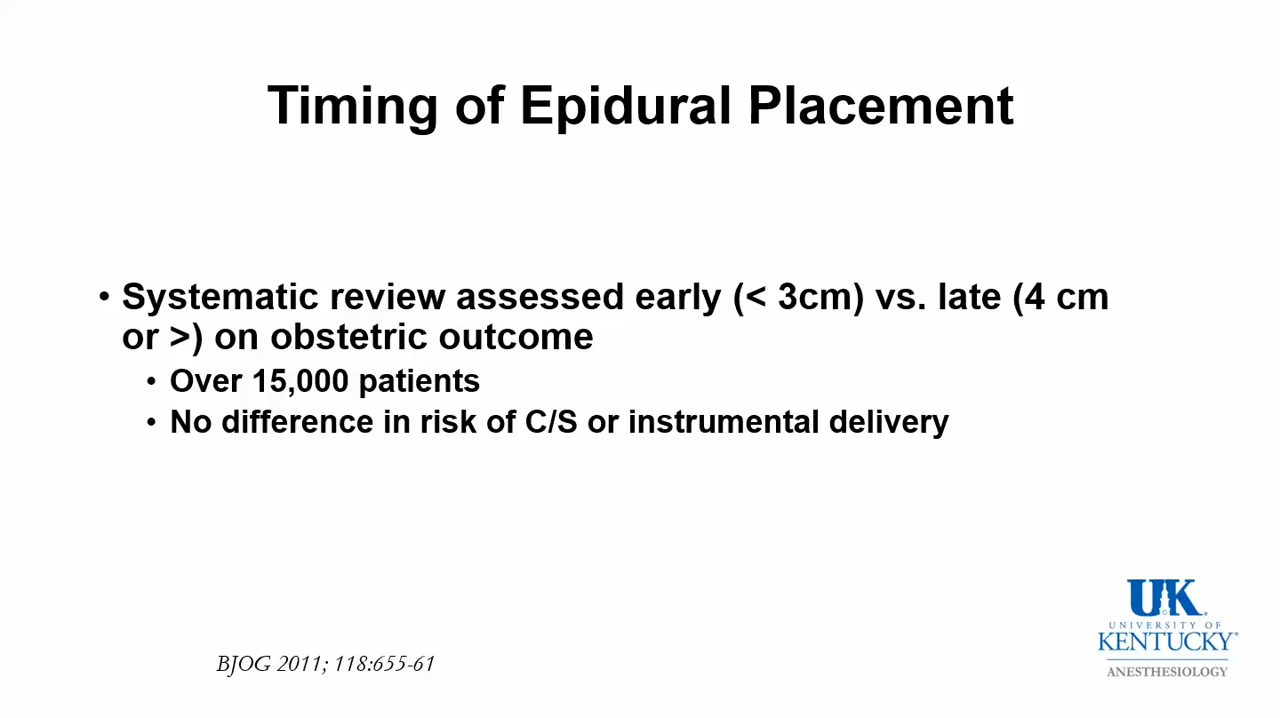 Timing of Epidural Placement
• Systematic review assessed early (< 3cm) vs. late (4 cm
or >) on obstetric outcome
• Over 15,000 patients
• No difference in risk of C/S or instrumental delivery
BJOG 2011; 118:655-61
UK
UNIVERSITY OF
KENTUCKY
ANESTHESIOLOGY